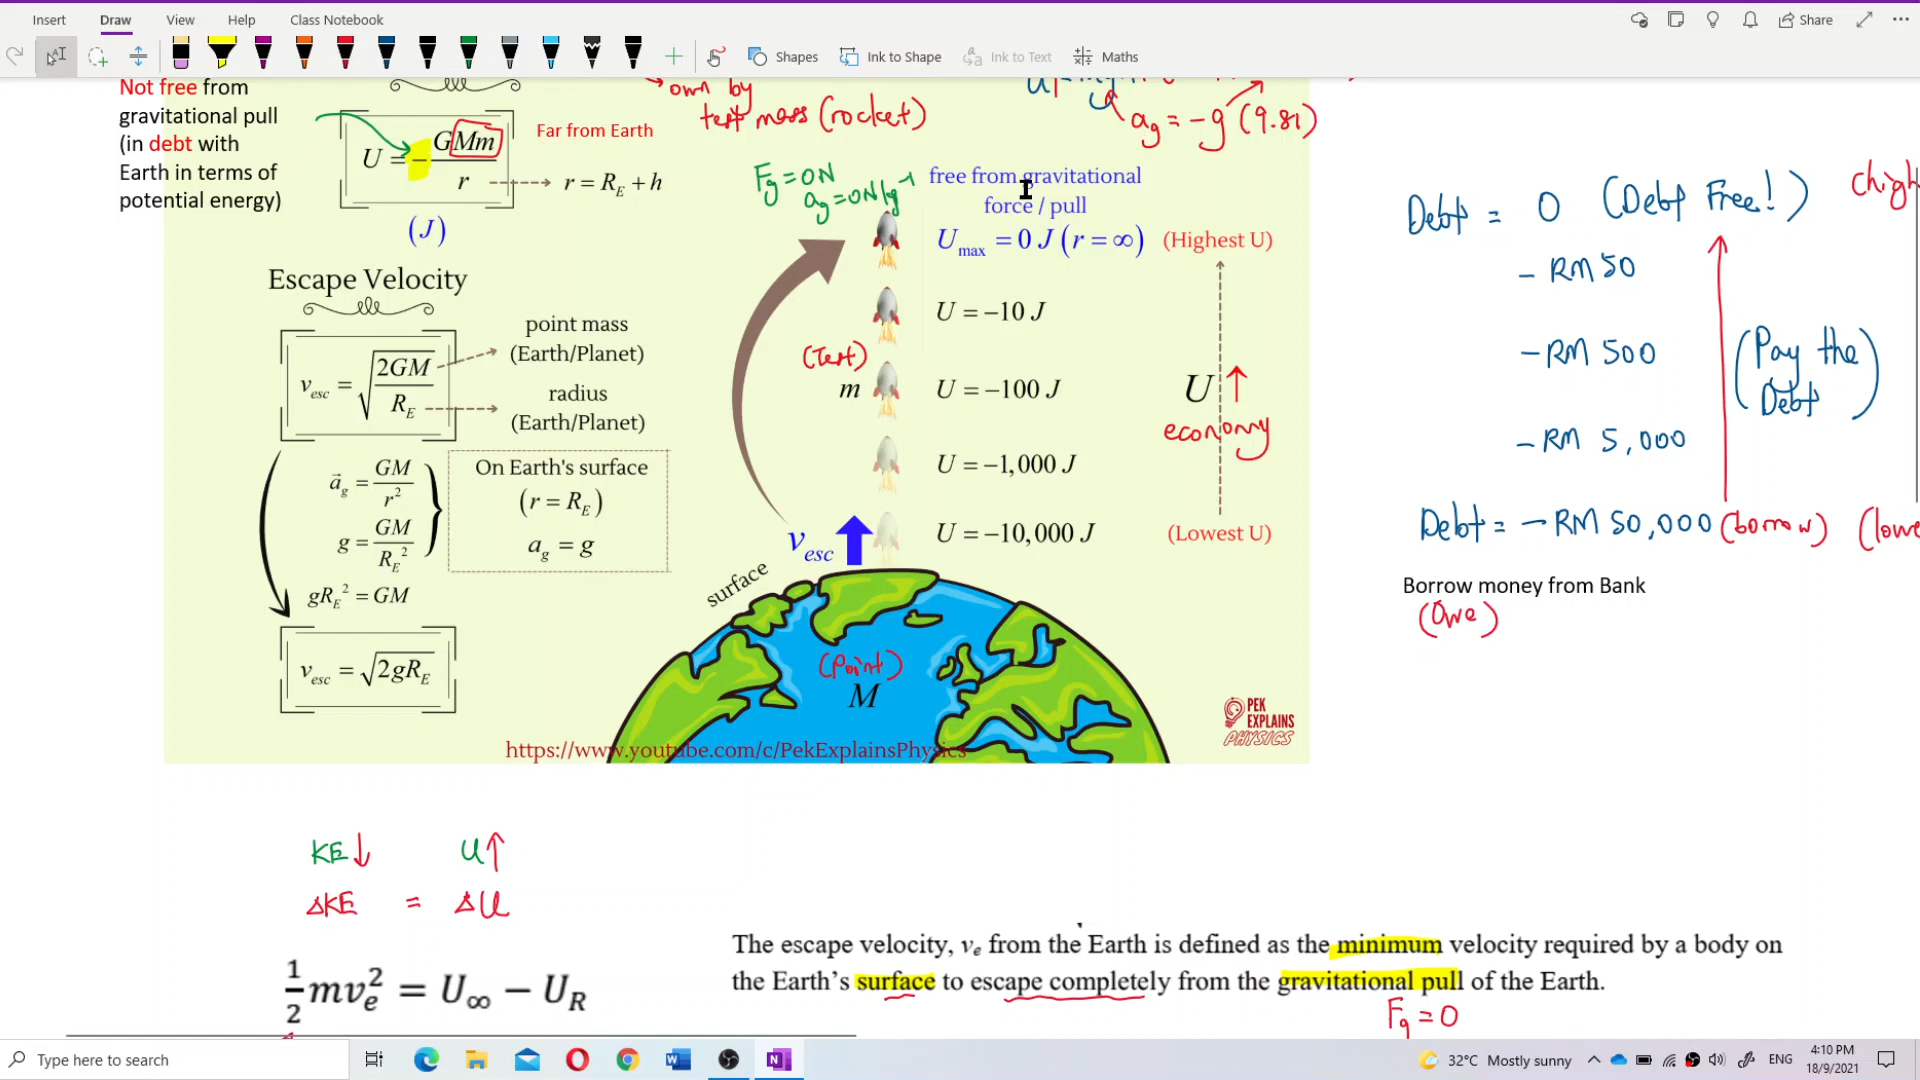 Insert Draw View Help Class Notebook
Share
Shapes Ink to Shape Ink to Text Maths
Not free from
gravitational pull
(in debt with
Earth in terms of
potential energy)
U = − GMm / r
Far from Earth
r = R_E + h
(J)
own by
test mass (rocket)
a_g = −g (9.81)
F_g = 0N
a_g = 0 N kg⁻¹
free from gravitational
force / pull
U_max = 0 J (r = ∞) (Highest U)
U = −10 J
(Test)
m
U = −100 J
U ↑
economy
U = −1,000 J
v_esc
U = −10,000 J (Lowest U)
surface
(Point)
M
PEK
EXPLAINS
PHYSICS
https://www.youtube.com/c/PekExplainsPhysics
Escape Velocity
v_esc = √(2GM / R_E)
point mass
(Earth/Planet)
radius
(Earth/Planet)
a⃗_g = GM / r²
g = GM / R_E²
gR_E² = GM
On Earth's surface
(r = R_E)
a_g = g
v_esc = √(2gR_E)
Debt = 0 (Debt Free!)
− RM 50
− RM 500
(Pay the
Debt)
− RM 5,000
Debt = − RM 50,000 (borrow)
Borrow money from Bank
(Owe)
KE↓ U↑
ΔKE = ΔU
½mv_e² = U_∞ − U_R
The escape velocity, v_e from the Earth is defined as the minimum velocity required by a body on
the Earth's surface to escape completely from the gravitational pull of the Earth.
F_g = 0
Type here to search
32°C Mostly sunny
ENG
4:10 PM
18/9/2021